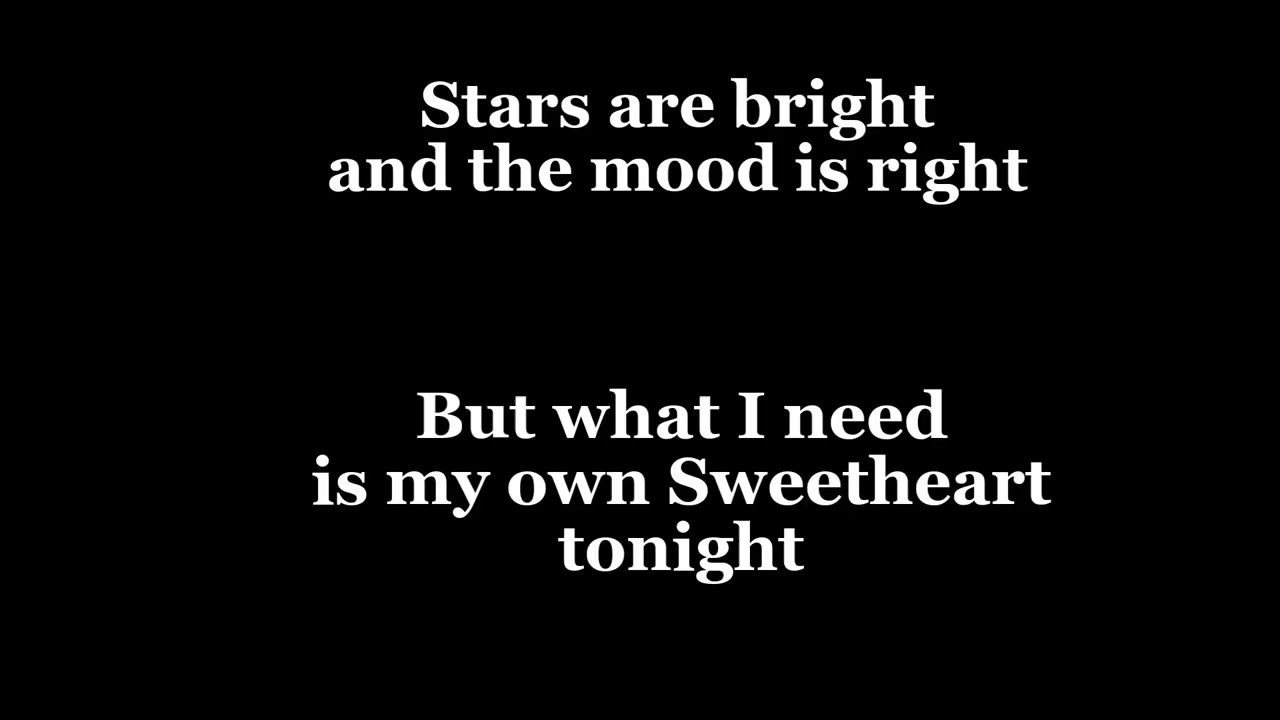 Stars are bright
and the mood is right
But what I need
is my own Sweetheart
tonight